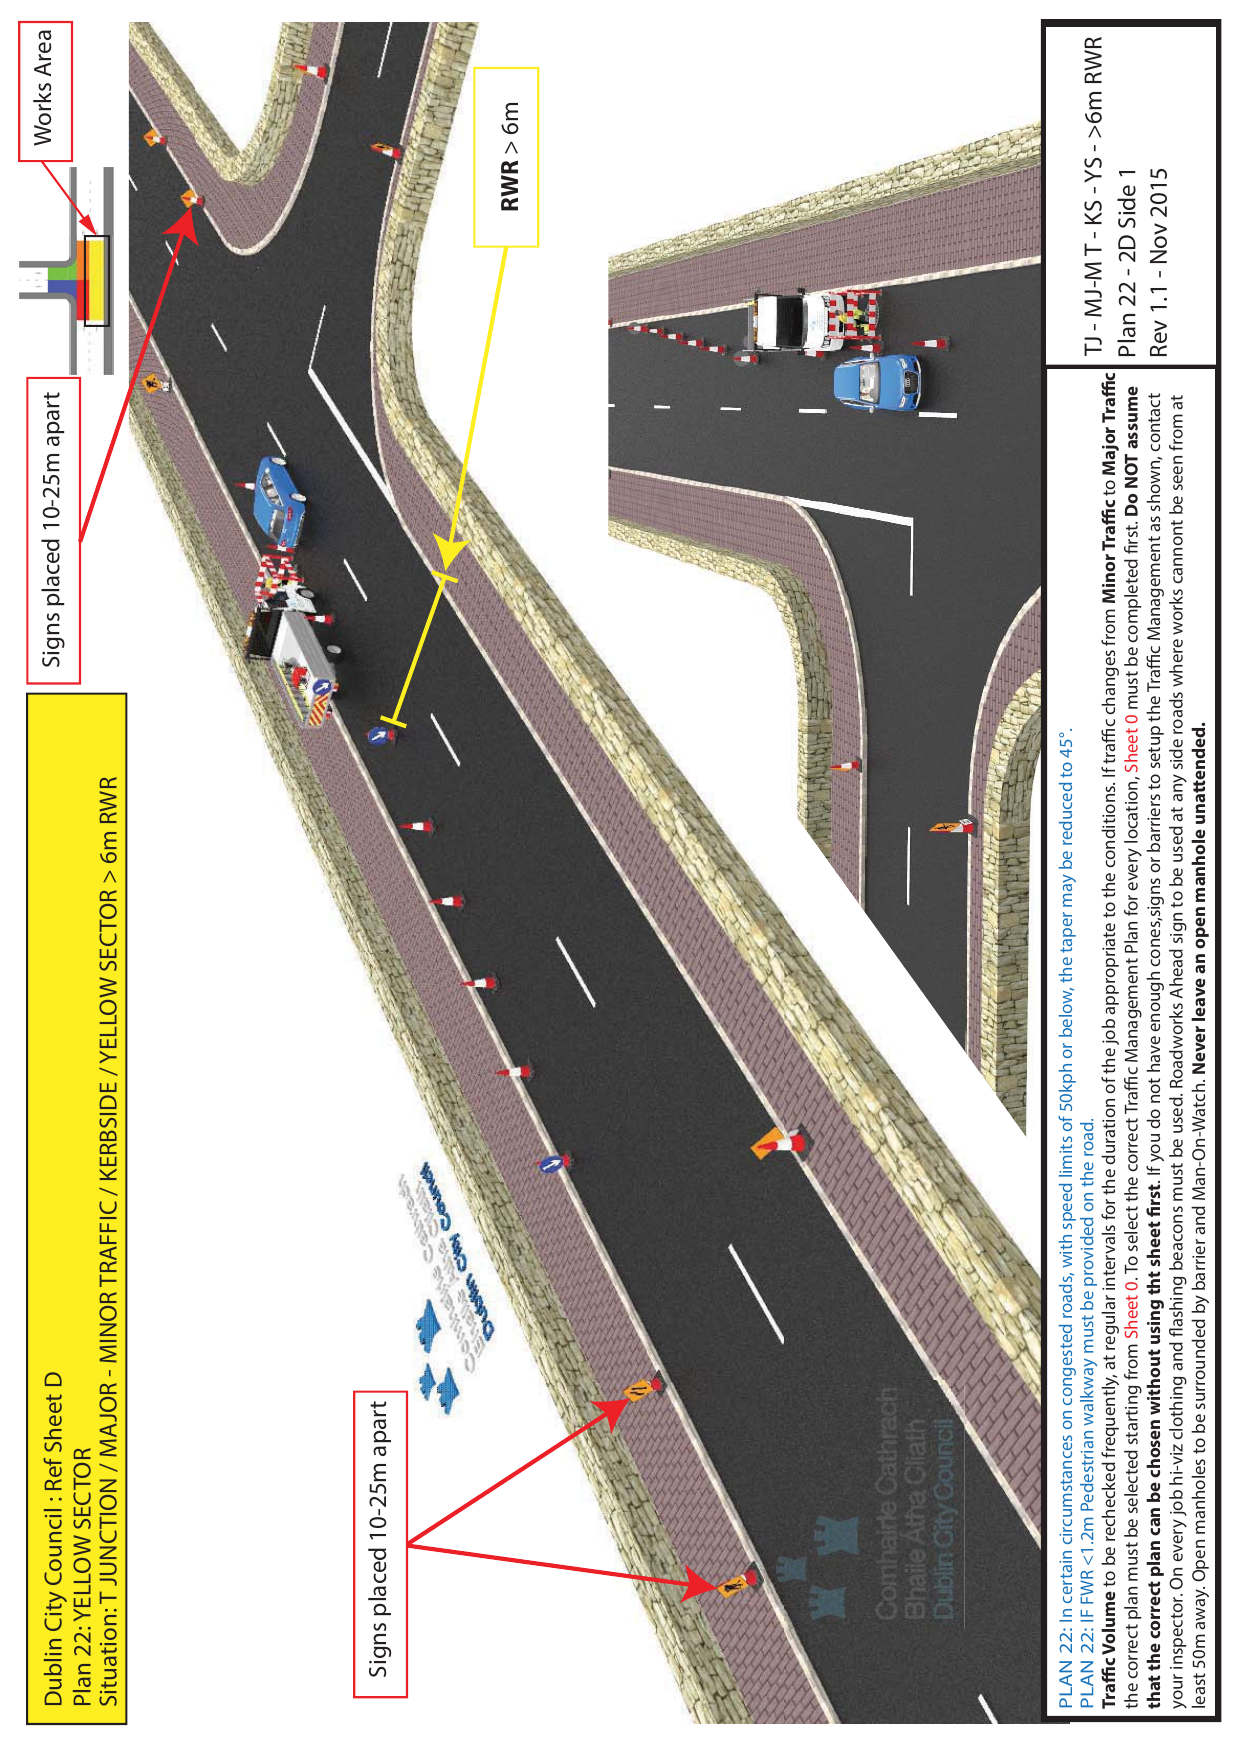 Dublin City Council : Ref Sheet D
Plan 22: YELLOW SECTOR
Situation: T JUNCTION / MAJOR - MINOR TRAFFIC / KERBSIDE / YELLOW SECTOR > 6m RWR
Signs placed 10-25m apart
Works Area
Signs placed 10-25m apart
RWR > 6m
Comhairle Cathrach
Bhaile Átha Cliath
Dublin City Council
Comhairle Cathrach
Bhaile Átha Cliath
Dublin City Council
PLAN 22: In certain circumstances on congested roads, with speed limits of 50kph or below, the taper may be reduced to 45°.
PLAN 22: IF FWR <1.2m Pedestrian walkway must be provided on the road.
Traffic Volume to be rechecked frequently, at regular intervals for the duration of the job appropriate to the conditions. If traffic changes from Minor Traffic to Major Traffic
the correct plan must be selected starting from Sheet 0. To select the correct Traffic Management Plan for every location, Sheet 0 must be completed first. Do NOT assume
that the correct plan can be chosen without using tht sheet first. If you do not have enough cones,signs or barriers to setup the Traffic Management as shown, contact
your inspector. On every job hi-viz clothing and flashing beacons must be used. Roadworks Ahead sign to be used at any side roads where works cannont be seen from at
least 50m away. Open manholes to be surrounded by barrier and Man-On-Watch. Never leave an open manhole unattended.
TJ - MJ-M T - KS - YS - >6m RWR
Plan 22 - 2D Side 1
Rev 1.1 - Nov 2015